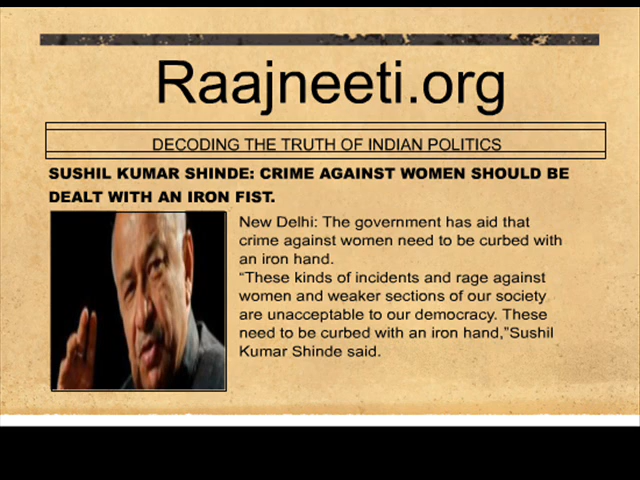 Raajneeti.org
DECODING THE TRUTH OF INDIAN POLITICS
SUSHIL KUMAR SHINDE: CRIME AGAINST WOMEN SHOULD BE
DEALT WITH AN IRON FIST.
New Delhi: The government has aid that
crime against women need to be curbed with
an iron hand.
“These kinds of incidents and rage against
women and weaker sections of our society
are unacceptable to our democracy. These
need to be curbed with an iron hand,”Sushil
Kumar Shinde said.